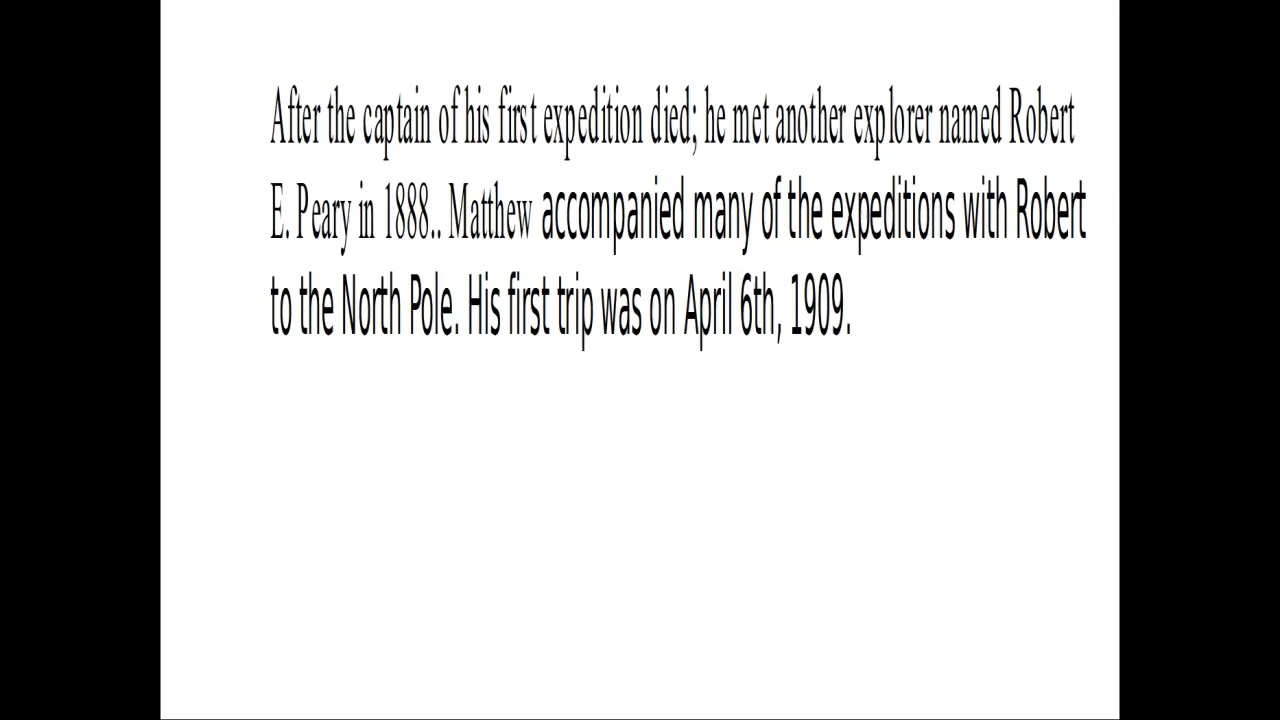 After the captain of his first expedition died; he met another explorer named Robert
E. Peary in 1888.. Matthew accompanied many of the expeditions with Robert
to the North Pole. His first trip was on April 6th, 1909.